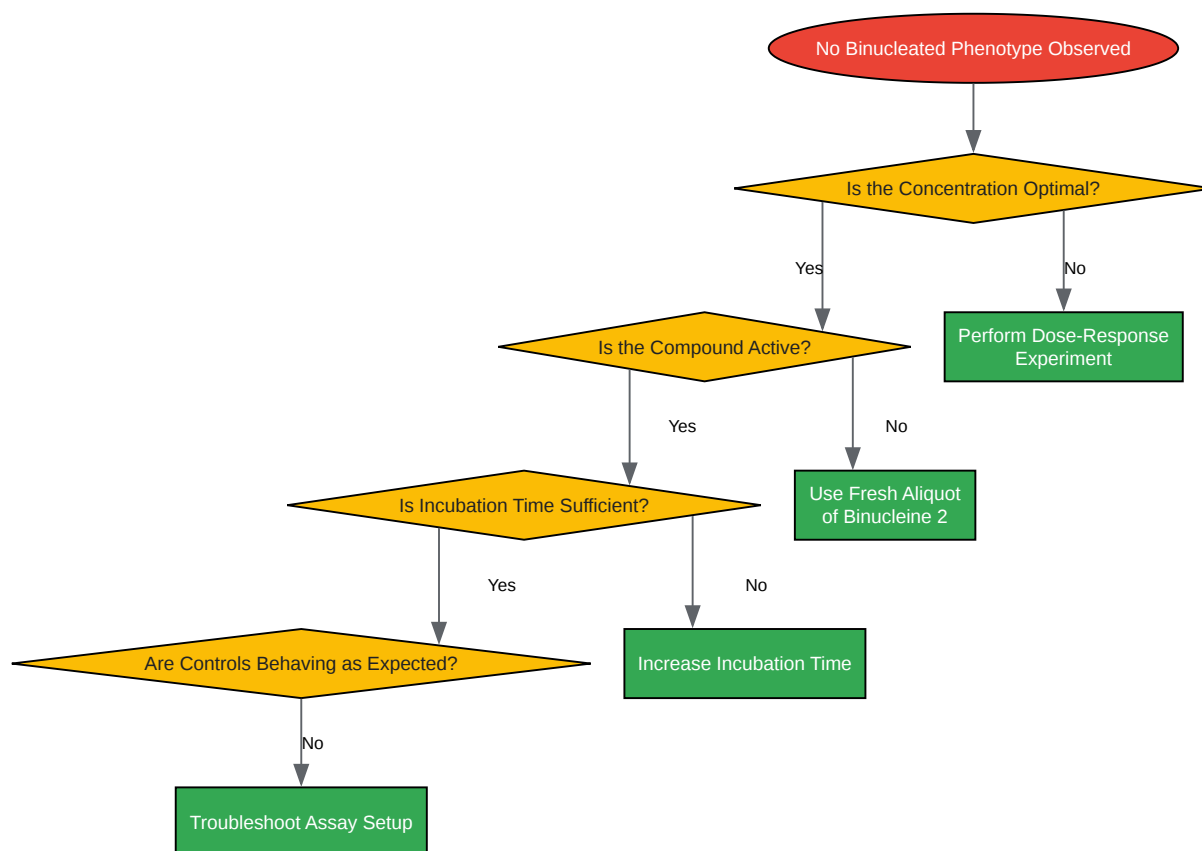 No Binucleated Phenotype Observed
Is the Concentration Optimal?
Yes
No
Perform Dose-Response
Experiment
Is the Compound Active?
Yes
No
Use Fresh Aliquot
of Binucleine 2
Is Incubation Time Sufficient?
Yes
No
Increase Incubation Time
Are Controls Behaving as Expected?
No
Troubleshoot Assay Setup